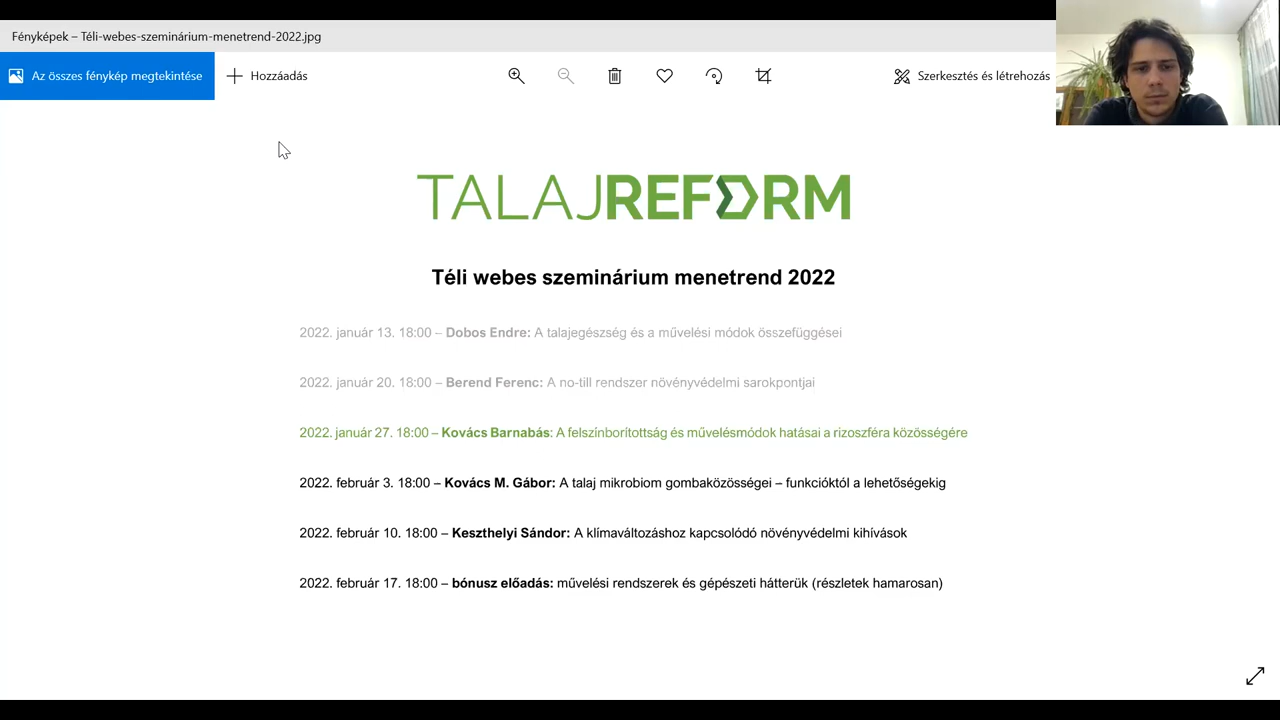 Fényképek – Téli-webes-szeminárium-menetrend-2022.jpg
Az összes fénykép megtekintése
Hozzáadás
Szerkesztés és létrehozás
TALAJREFORM
Téli webes szeminárium menetrend 2022
2022. január 13. 18:00 – Dobos Endre: A talajegészség és a művelési módok összefüggései
2022. január 20. 18:00 – Berend Ferenc: A no-till rendszer növényvédelmi sarokpontjai
2022. január 27. 18:00 – Kovács Barnabás: A felszínborítottság és művelésmódok hatásai a rizoszféra közösségére
2022. február 3. 18:00 – Kovács M. Gábor: A talaj mikrobiom gombaközösségei – funkcióktól a lehetőségekig
2022. február 10. 18:00 – Keszthelyi Sándor: A klímaváltozáshoz kapcsolódó növényvédelmi kihívások
2022. február 17. 18:00 – bónusz előadás: művelési rendszerek és gépészeti hátterük (részletek hamarosan)